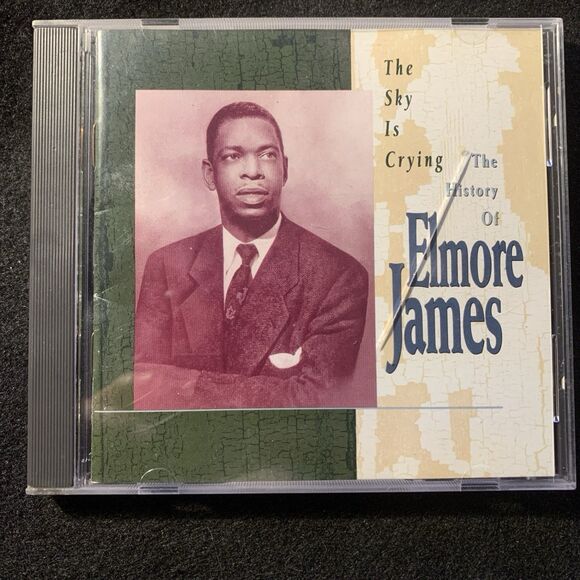 The
Sky
Is
Crying
The
History
Of
Elmore
James